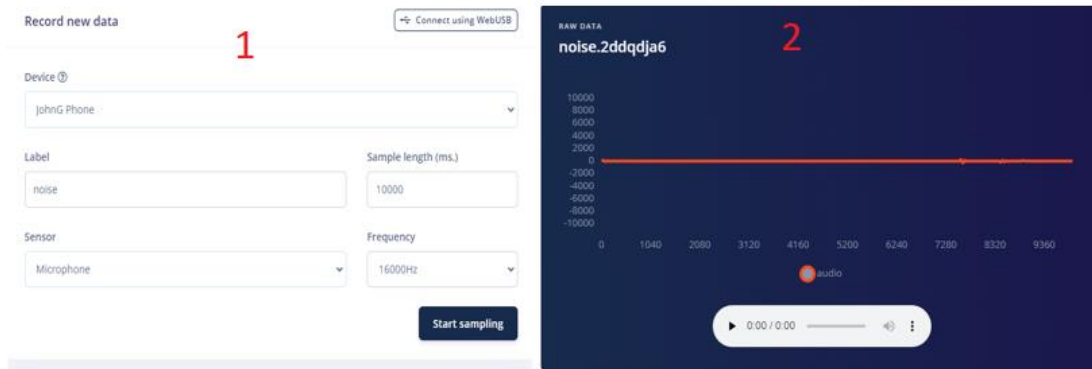 Record new data
Connect using WebUSB
1
Device
JohnG Phone
Label
Sample length (ms.)
noise
10000
Sensor
Frequency
Microphone
16000Hz
Start sampling
RAW DATA
2
noise.2ddqdja6
10000
8000
6000
4000
2000
0
-2000
-4000
-6000
-8000
-10000
0 1040 2080 3120 4160 5200 6240 7280 8320 9360
audio
0:00 / 0:00